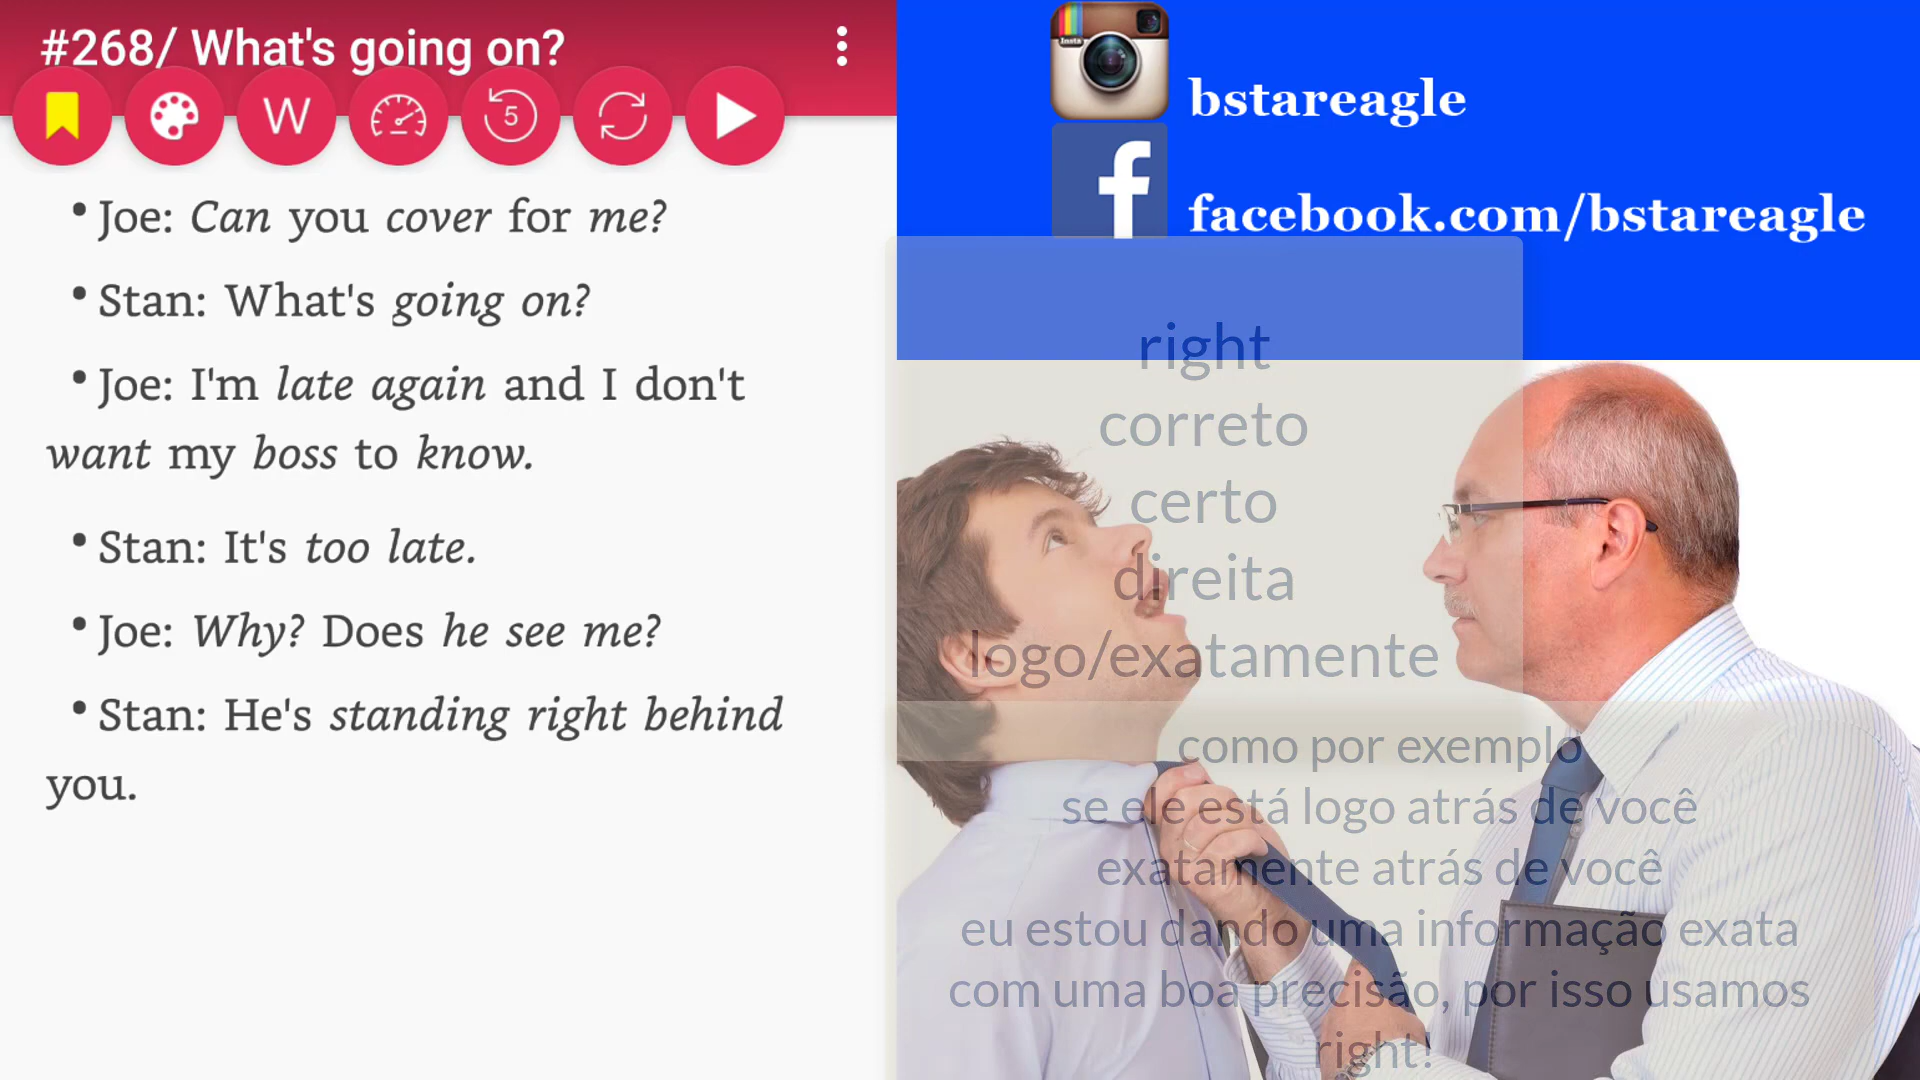 #268/ What's going on?
W
5
• Joe: Can you cover for me?
• Stan: What's going on?
• Joe: I'm late again and I don't
want my boss to know.
• Stan: It's too late.
• Joe: Why? Does he see me?
• Stan: He's standing right behind
you.
Insta
bstareagle
f
facebook.com/bstareagle
right
correto
certo
direita
logo/exatamente
como por exemplo
se ele está logo atrás de você
exatamente atrás de você
eu estou dando uma informação exata
com uma boa precisão, por isso usamos
right!